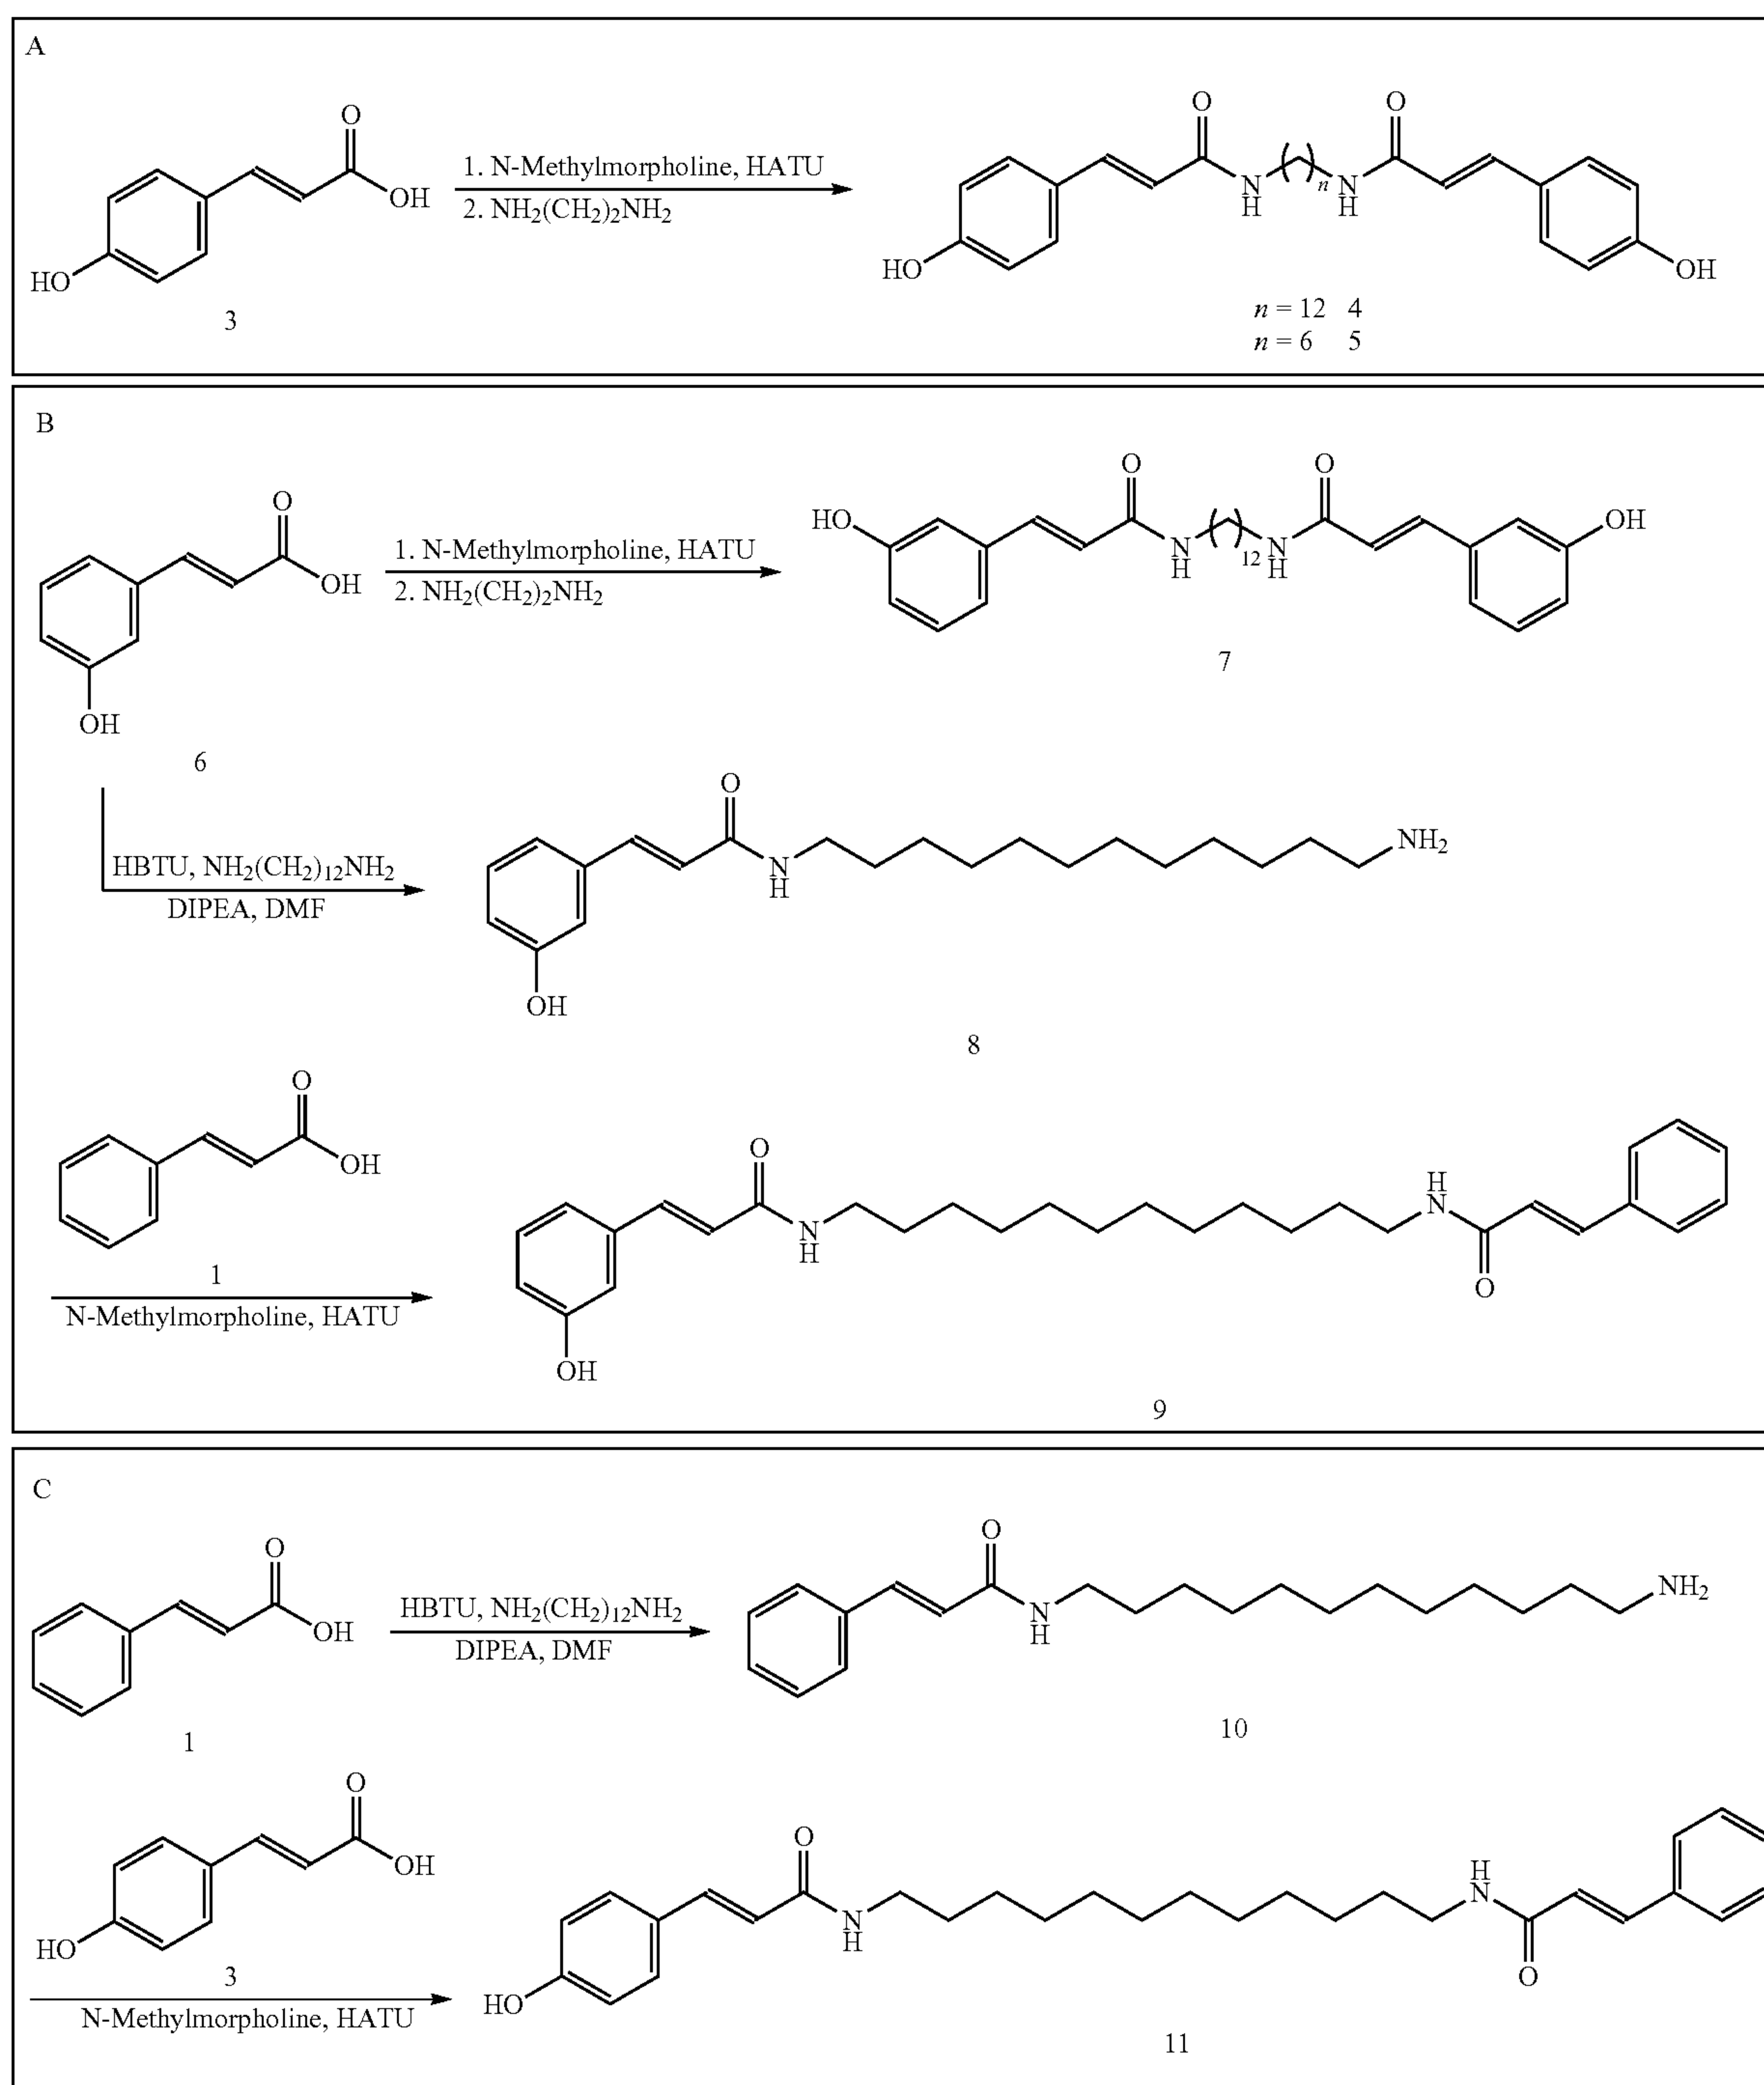 A
O
OH
HO
3
1. N-Methylmorpholine, HATU
2. NH2(CH2)2NH2
O
O
N
H
( )n
N
H
HO
OH
n = 12 4
n = 6 5
B
O
OH
OH
6
1. N-Methylmorpholine, HATU
2. NH2(CH2)2NH2
O
O
HO
OH
N
H
( )12
N
H
7
HBTU, NH2(CH2)12NH2
DIPEA, DMF
O
N
H
NH2
OH
8
O
OH
1
N-Methylmorpholine, HATU
O
N
H
H
N
O
OH
9
C
O
OH
1
HBTU, NH2(CH2)12NH2
DIPEA, DMF
O
N
H
NH2
10
O
OH
HO
3
N-Methylmorpholine, HATU
O
N
H
H
N
O
HO
11